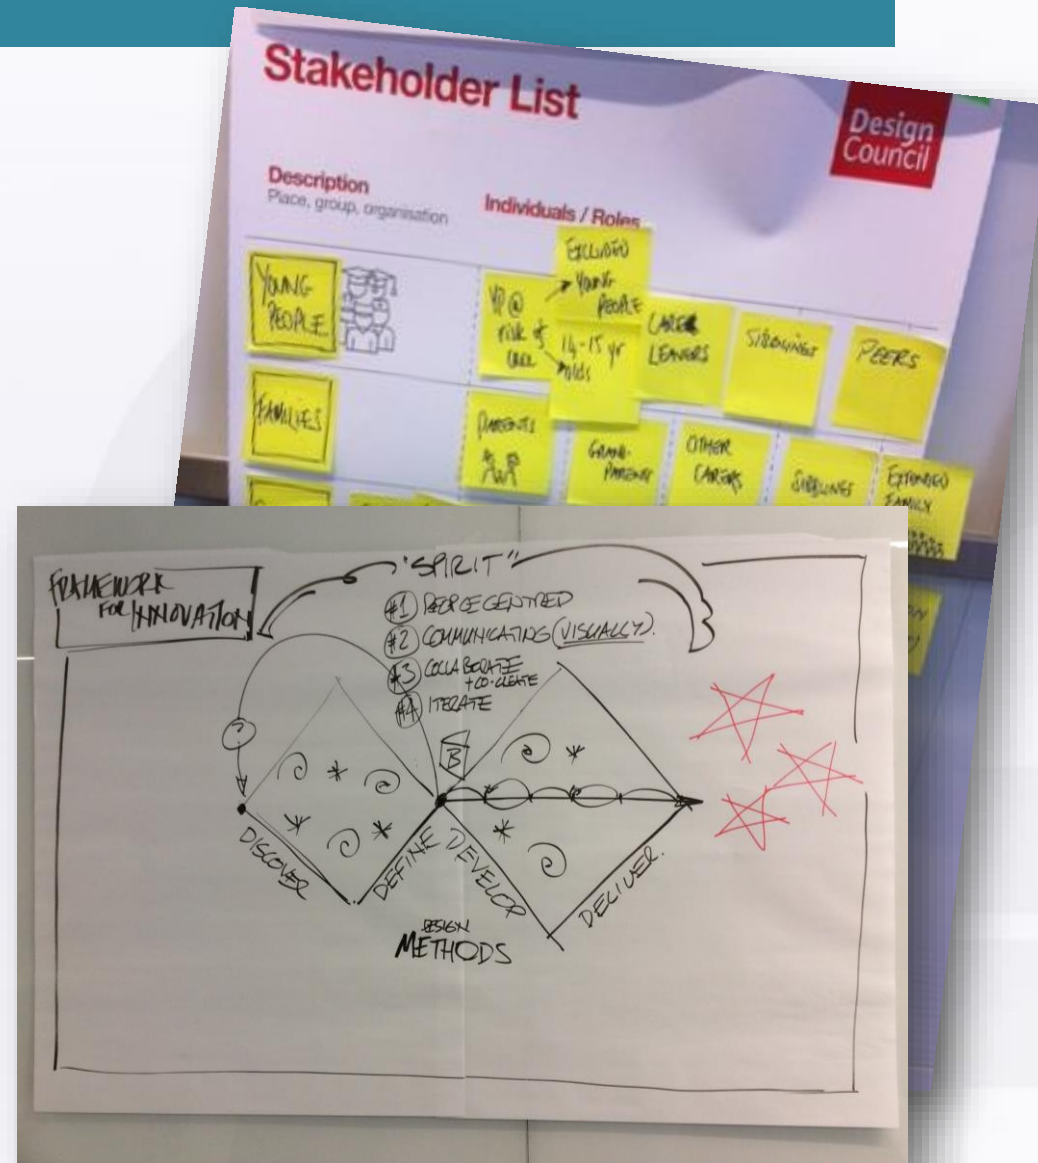 Stakeholder List
Design
Council
Description
Place, group, organisation
Individuals / Roles
YOUNG
PEOPLE
YP @
risk of
EXCLUDED
YOUNG
PEOPLE
14-15 yr
olds
CARE
LEAVERS
SIBBLINGS
PEERS
FAMILIES
PARENTS
GRAND-
PARENTS
OTHER
CARERS
SIBBLINGS
EXTENDED
FAMILY
FRAMEWORK
FOR INNOVATION
"SPIRIT"
#1 PEOPLE CENTRED
#2 COMMUNICATING (VISUALLY).
#3 COLLABORATE
+ CO-CREATE
#4 ITERATE
B
DISCOVER
DEFINE
DEVELOP
DELIVER
DESIGN
METHODS